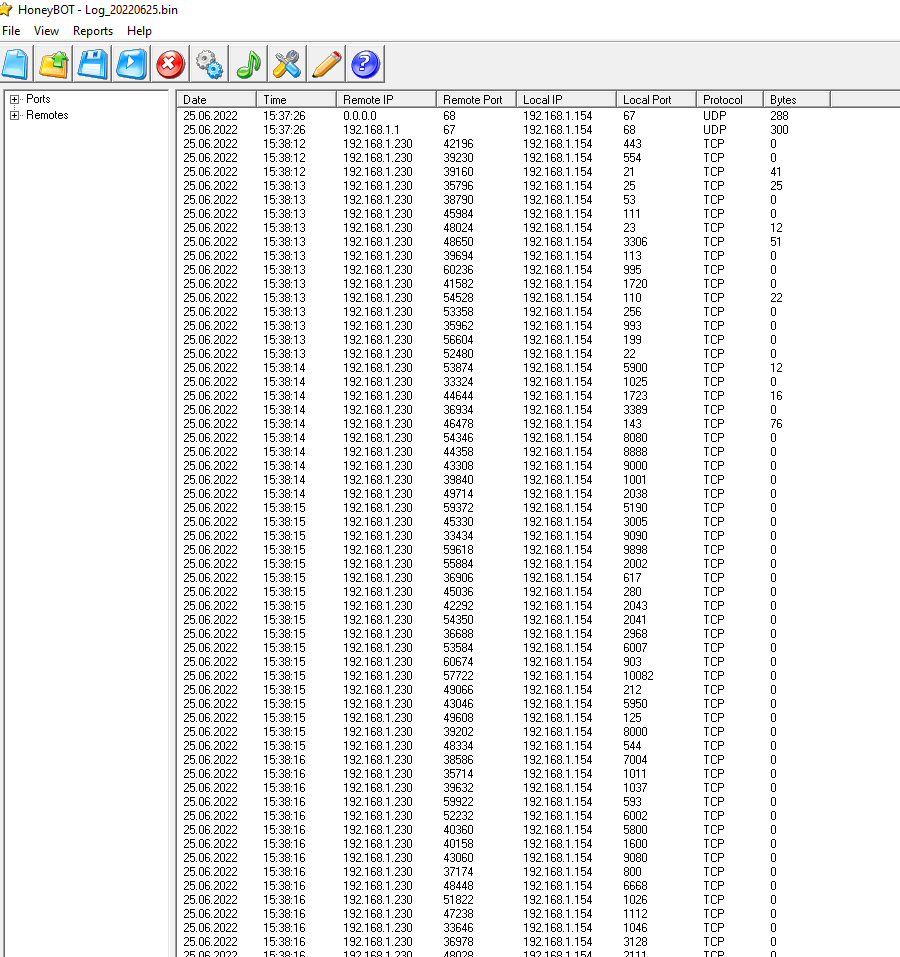 HoneyBOT - Log_20220625.bin
File View Reports Help
Ports
Remotes
Date Time Remote IP Remote Port Local IP Local Port Protocol Bytes
25.06.2022 15:37:26 0.0.0.0 68 192.168.1.154 67 UDP 288
25.06.2022 15:37:26 192.168.1.1 67 192.168.1.154 68 UDP 300
25.06.2022 15:38:12 192.168.1.230 42196 192.168.1.154 443 TCP 0
25.06.2022 15:38:12 192.168.1.230 39230 192.168.1.154 554 TCP 0
25.06.2022 15:38:12 192.168.1.230 39160 192.168.1.154 21 TCP 41
25.06.2022 15:38:13 192.168.1.230 35796 192.168.1.154 25 TCP 25
25.06.2022 15:38:13 192.168.1.230 38790 192.168.1.154 53 TCP 0
25.06.2022 15:38:13 192.168.1.230 45984 192.168.1.154 111 TCP 0
25.06.2022 15:38:13 192.168.1.230 48024 192.168.1.154 23 TCP 12
25.06.2022 15:38:13 192.168.1.230 48650 192.168.1.154 3306 TCP 51
25.06.2022 15:38:13 192.168.1.230 39694 192.168.1.154 113 TCP 0
25.06.2022 15:38:13 192.168.1.230 60236 192.168.1.154 995 TCP 0
25.06.2022 15:38:13 192.168.1.230 41582 192.168.1.154 1720 TCP 0
25.06.2022 15:38:13 192.168.1.230 54528 192.168.1.154 110 TCP 22
25.06.2022 15:38:13 192.168.1.230 53358 192.168.1.154 256 TCP 0
25.06.2022 15:38:13 192.168.1.230 35962 192.168.1.154 993 TCP 0
25.06.2022 15:38:13 192.168.1.230 56604 192.168.1.154 199 TCP 0
25.06.2022 15:38:13 192.168.1.230 52480 192.168.1.154 22 TCP 0
25.06.2022 15:38:14 192.168.1.230 53874 192.168.1.154 5900 TCP 12
25.06.2022 15:38:14 192.168.1.230 33324 192.168.1.154 1025 TCP 0
25.06.2022 15:38:14 192.168.1.230 44644 192.168.1.154 1723 TCP 16
25.06.2022 15:38:14 192.168.1.230 36934 192.168.1.154 3389 TCP 0
25.06.2022 15:38:14 192.168.1.230 46478 192.168.1.154 143 TCP 76
25.06.2022 15:38:14 192.168.1.230 54346 192.168.1.154 8080 TCP 0
25.06.2022 15:38:14 192.168.1.230 44358 192.168.1.154 8888 TCP 0
25.06.2022 15:38:14 192.168.1.230 43308 192.168.1.154 9000 TCP 0
25.06.2022 15:38:14 192.168.1.230 39840 192.168.1.154 1001 TCP 0
25.06.2022 15:38:14 192.168.1.230 49714 192.168.1.154 2038 TCP 0
25.06.2022 15:38:15 192.168.1.230 59372 192.168.1.154 5190 TCP 0
25.06.2022 15:38:15 192.168.1.230 45330 192.168.1.154 3005 TCP 0
25.06.2022 15:38:15 192.168.1.230 33434 192.168.1.154 9090 TCP 0
25.06.2022 15:38:15 192.168.1.230 59618 192.168.1.154 9898 TCP 0
25.06.2022 15:38:15 192.168.1.230 55884 192.168.1.154 2002 TCP 0
25.06.2022 15:38:15 192.168.1.230 36906 192.168.1.154 617 TCP 0
25.06.2022 15:38:15 192.168.1.230 45036 192.168.1.154 280 TCP 0
25.06.2022 15:38:15 192.168.1.230 42292 192.168.1.154 2043 TCP 0
25.06.2022 15:38:15 192.168.1.230 54350 192.168.1.154 2041 TCP 0
25.06.2022 15:38:15 192.168.1.230 36688 192.168.1.154 2968 TCP 0
25.06.2022 15:38:15 192.168.1.230 53584 192.168.1.154 6007 TCP 0
25.06.2022 15:38:15 192.168.1.230 60674 192.168.1.154 903 TCP 0
25.06.2022 15:38:15 192.168.1.230 57722 192.168.1.154 10082 TCP 0
25.06.2022 15:38:15 192.168.1.230 49066 192.168.1.154 212 TCP 0
25.06.2022 15:38:15 192.168.1.230 43046 192.168.1.154 5950 TCP 0
25.06.2022 15:38:15 192.168.1.230 49608 192.168.1.154 125 TCP 0
25.06.2022 15:38:15 192.168.1.230 39202 192.168.1.154 8000 TCP 0
25.06.2022 15:38:15 192.168.1.230 48334 192.168.1.154 544 TCP 0
25.06.2022 15:38:16 192.168.1.230 38586 192.168.1.154 7004 TCP 0
25.06.2022 15:38:16 192.168.1.230 35714 192.168.1.154 1011 TCP 0
25.06.2022 15:38:16 192.168.1.230 39632 192.168.1.154 1037 TCP 0
25.06.2022 15:38:16 192.168.1.230 59922 192.168.1.154 593 TCP 0
25.06.2022 15:38:16 192.168.1.230 52232 192.168.1.154 6002 TCP 0
25.06.2022 15:38:16 192.168.1.230 40360 192.168.1.154 5800 TCP 0
25.06.2022 15:38:16 192.168.1.230 40158 192.168.1.154 1600 TCP 0
25.06.2022 15:38:16 192.168.1.230 43060 192.168.1.154 9080 TCP 0
25.06.2022 15:38:16 192.168.1.230 37174 192.168.1.154 800 TCP 0
25.06.2022 15:38:16 192.168.1.230 48448 192.168.1.154 6668 TCP 0
25.06.2022 15:38:16 192.168.1.230 51822 192.168.1.154 1026 TCP 0
25.06.2022 15:38:16 192.168.1.230 47238 192.168.1.154 1112 TCP 0
25.06.2022 15:38:16 192.168.1.230 33646 192.168.1.154 1046 TCP 0
25.06.2022 15:38:16 192.168.1.230 36978 192.168.1.154 3128 TCP 0
25.06.2022 15:38:16 192.168.1.230 48028 192.168.1.154 2111 TCP 0